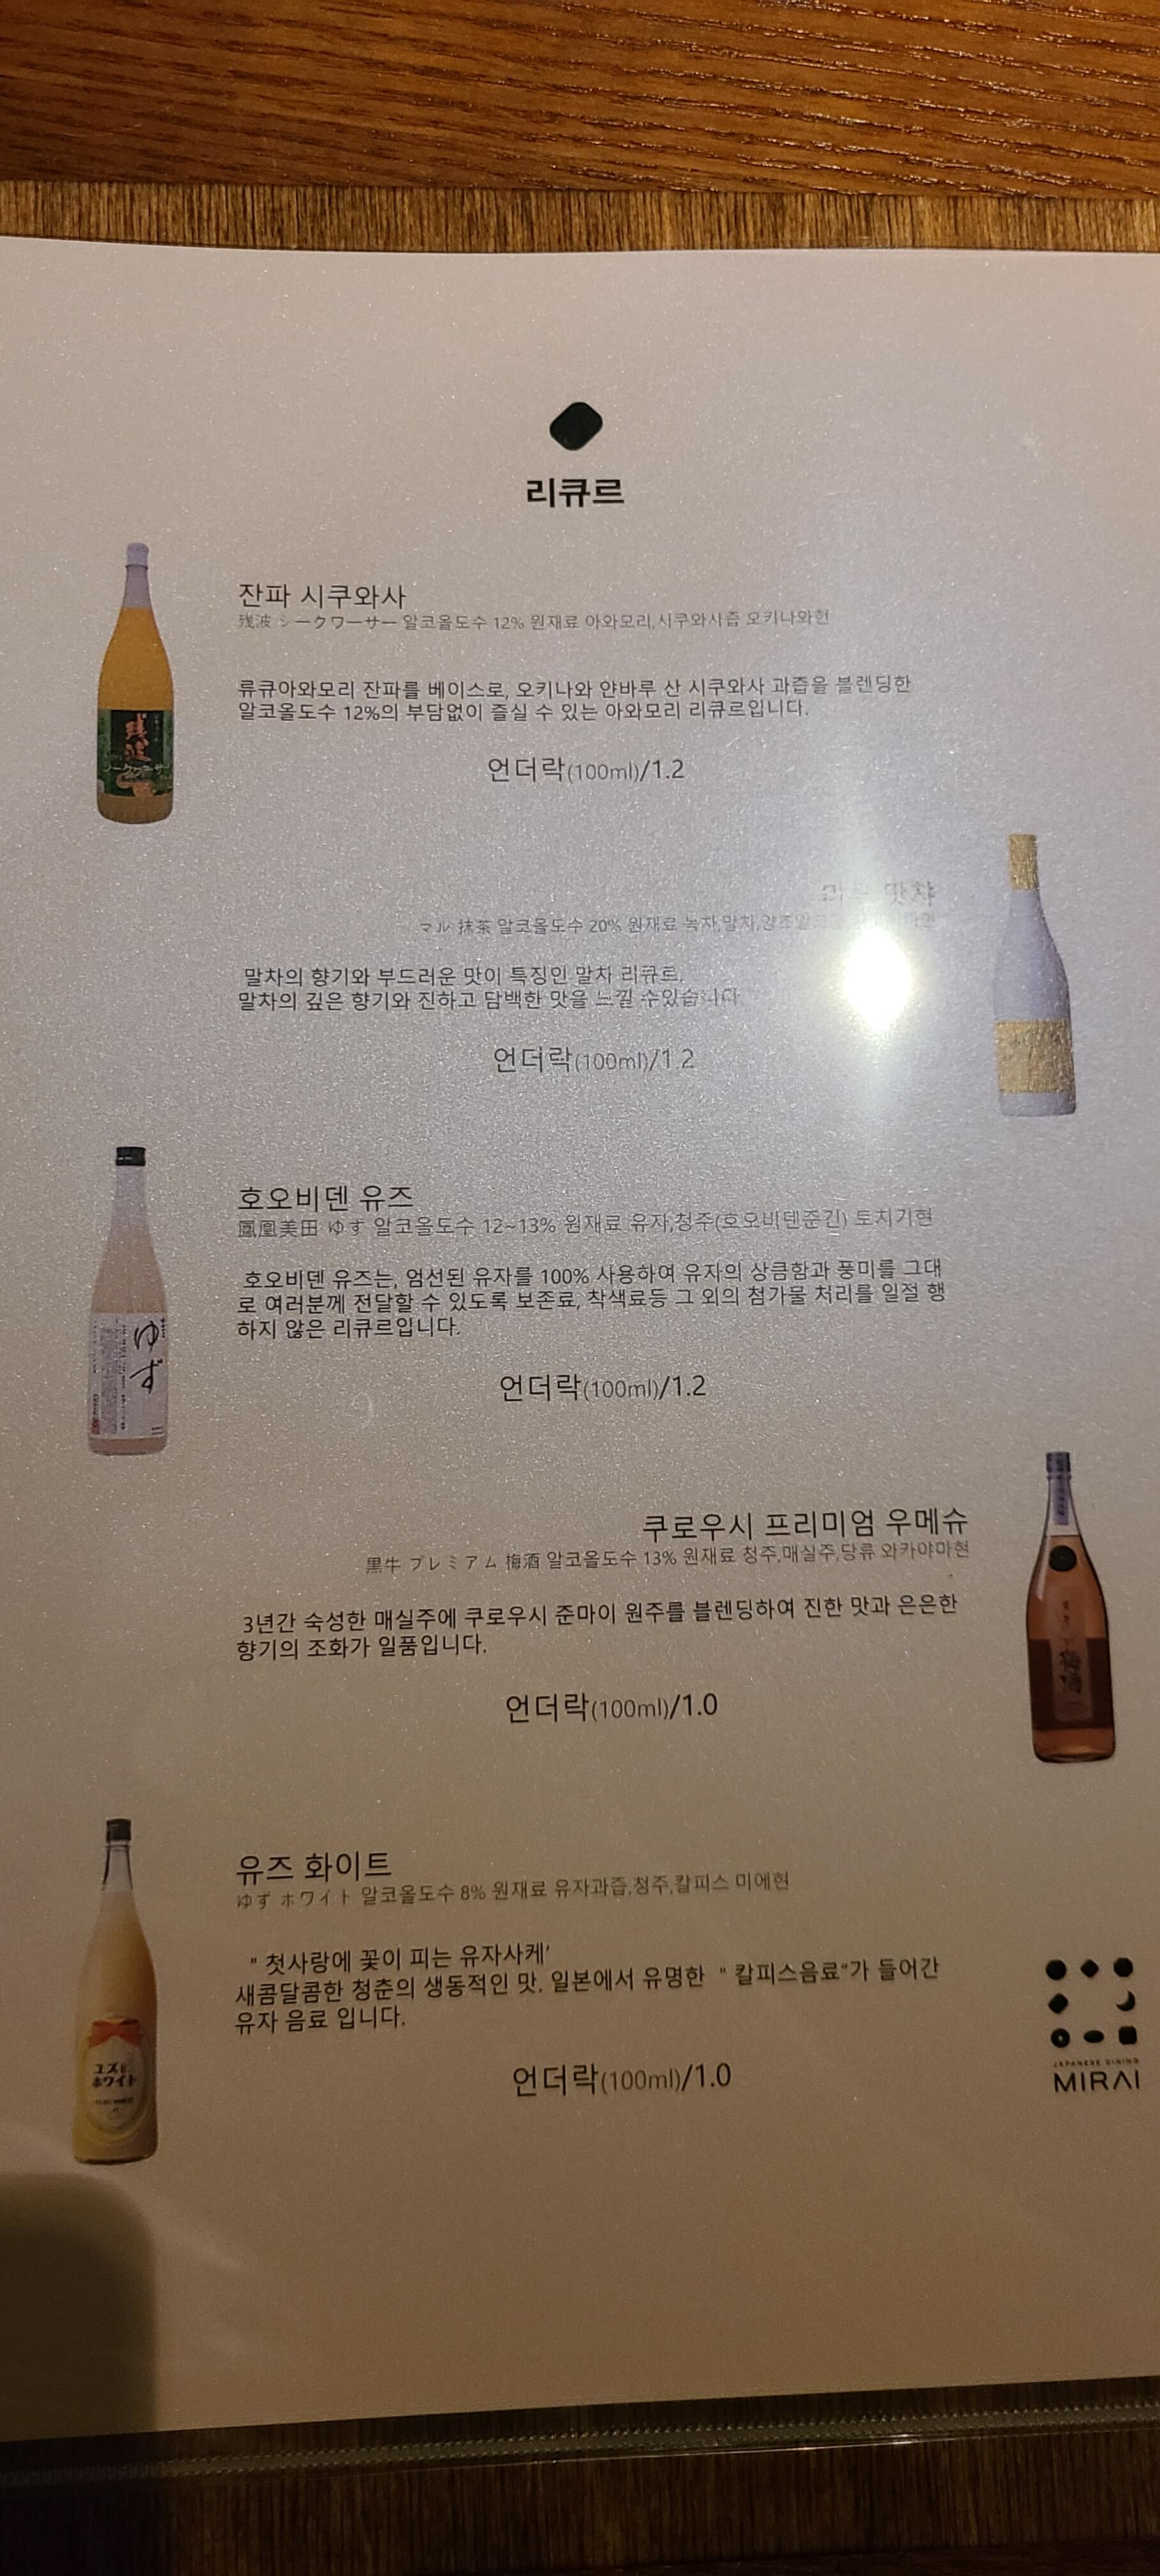 리큐르
잔파 시쿠와사
残波 シークワーサー 알코올도수 12% 원재료 아와모리,시쿠와사즙 오키나와현
류큐아와모리 잔파를 베이스로, 오키나와 얀바루 산 시쿠와사 과즙을 블렌딩한
알코올도수 12%의 부담없이 즐실 수 있는 아와모리 리큐르입니다.
언더락(100ml)/1.2
残波
マル 抹茶 알코올도수 20% 원재료 녹차,말차,양조알코
말차의 향기와 부드러운 맛이 특징인 말차 리큐르.
말차의 깊은 향기와 진하고 담백한 맛을 느낄 수있습니다
언더락(100ml)/1.2
호오비덴 유즈
鳳凰美田 ゆず 알코올도수 12~13% 원재료 유자,청주(호오비덴준긴) 토치기현
호오비덴 유즈는, 엄선된 유자를 100% 사용하여 유자의 상큼함과 풍미를 그대
로 여러분께 전달할 수 있도록 보존료, 착색료등 그 외의 첨가물 처리를 일절 행
하지 않은 리큐르입니다.
ゆず
언더락(100ml)/1.2
쿠로우시 프리미엄 우메슈
黒牛 プレミアム 梅酒 알코올도수 13% 원재료 청주,매실주,당류 와카야마현
3년간 숙성한 매실주에 쿠로우시 준마이 원주를 블렌딩하여 진한 맛과 은은한
향기의 조화가 일품입니다.
梅酒
언더락(100ml)/1.0
유즈 화이트
ゆず ホワイト 알코올도수 8% 원재료 유자과즙,청주,칼피스 미에현
" 첫사랑에 꽃이 피는 유자사케'
새콤달콤한 청춘의 생동적인 맛. 일본에서 유명한 " 칼피스음료"가 들어간
유자 음료 입니다.
언더락(100ml)/1.0
ホワイト
JAPANESE DINING
MIRAI